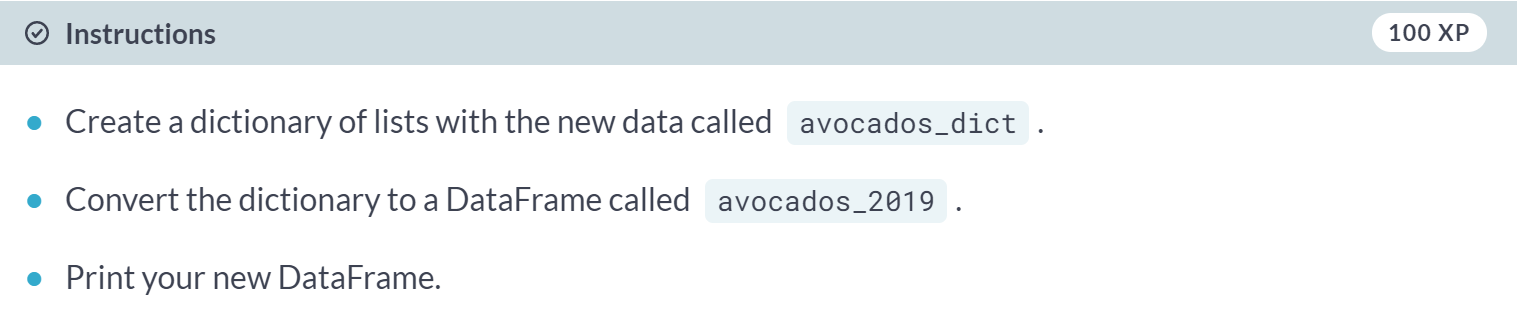 Instructions
100 XP
Create a dictionary of lists with the new data called avocados_dict .
Convert the dictionary to a DataFrame called avocados_2019 .
Print your new DataFrame.